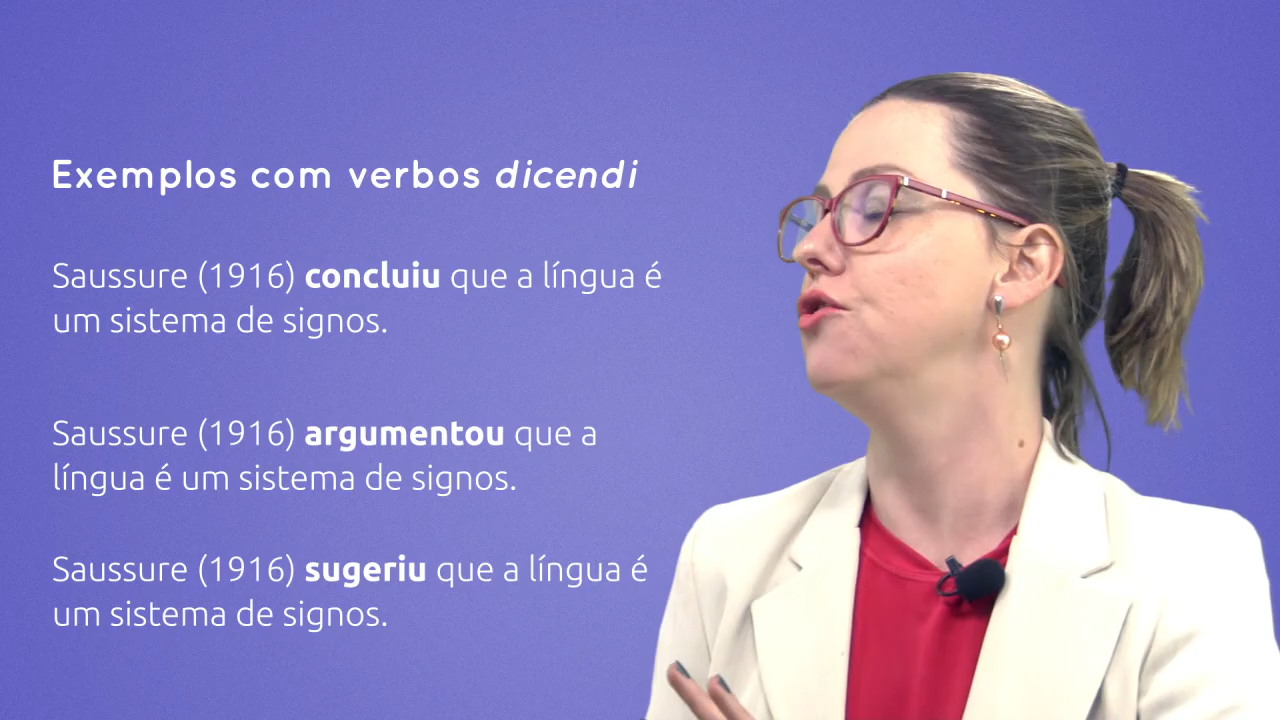 Exemplos com verbos dicendi
Saussure (1916) concluiu que a língua é
um sistema de signos.
Saussure (1916) argumentou que a
língua é um sistema de signos.
Saussure (1916) sugeriu que a língua é
um sistema de signos.